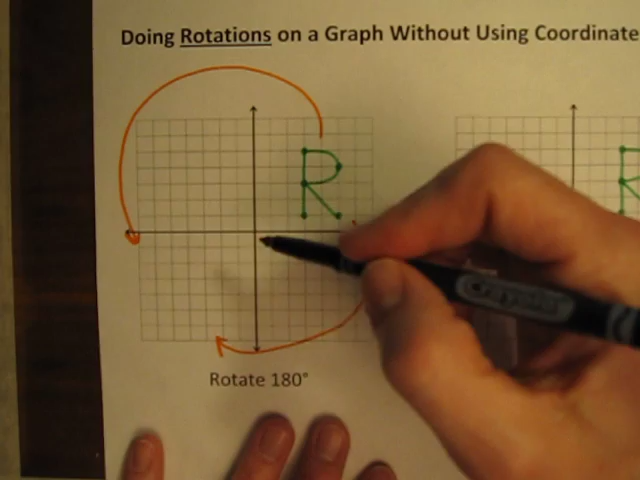 Doing Rotations on a Graph Without Using Coordinate
R
R
Crayola
Rotate 180°